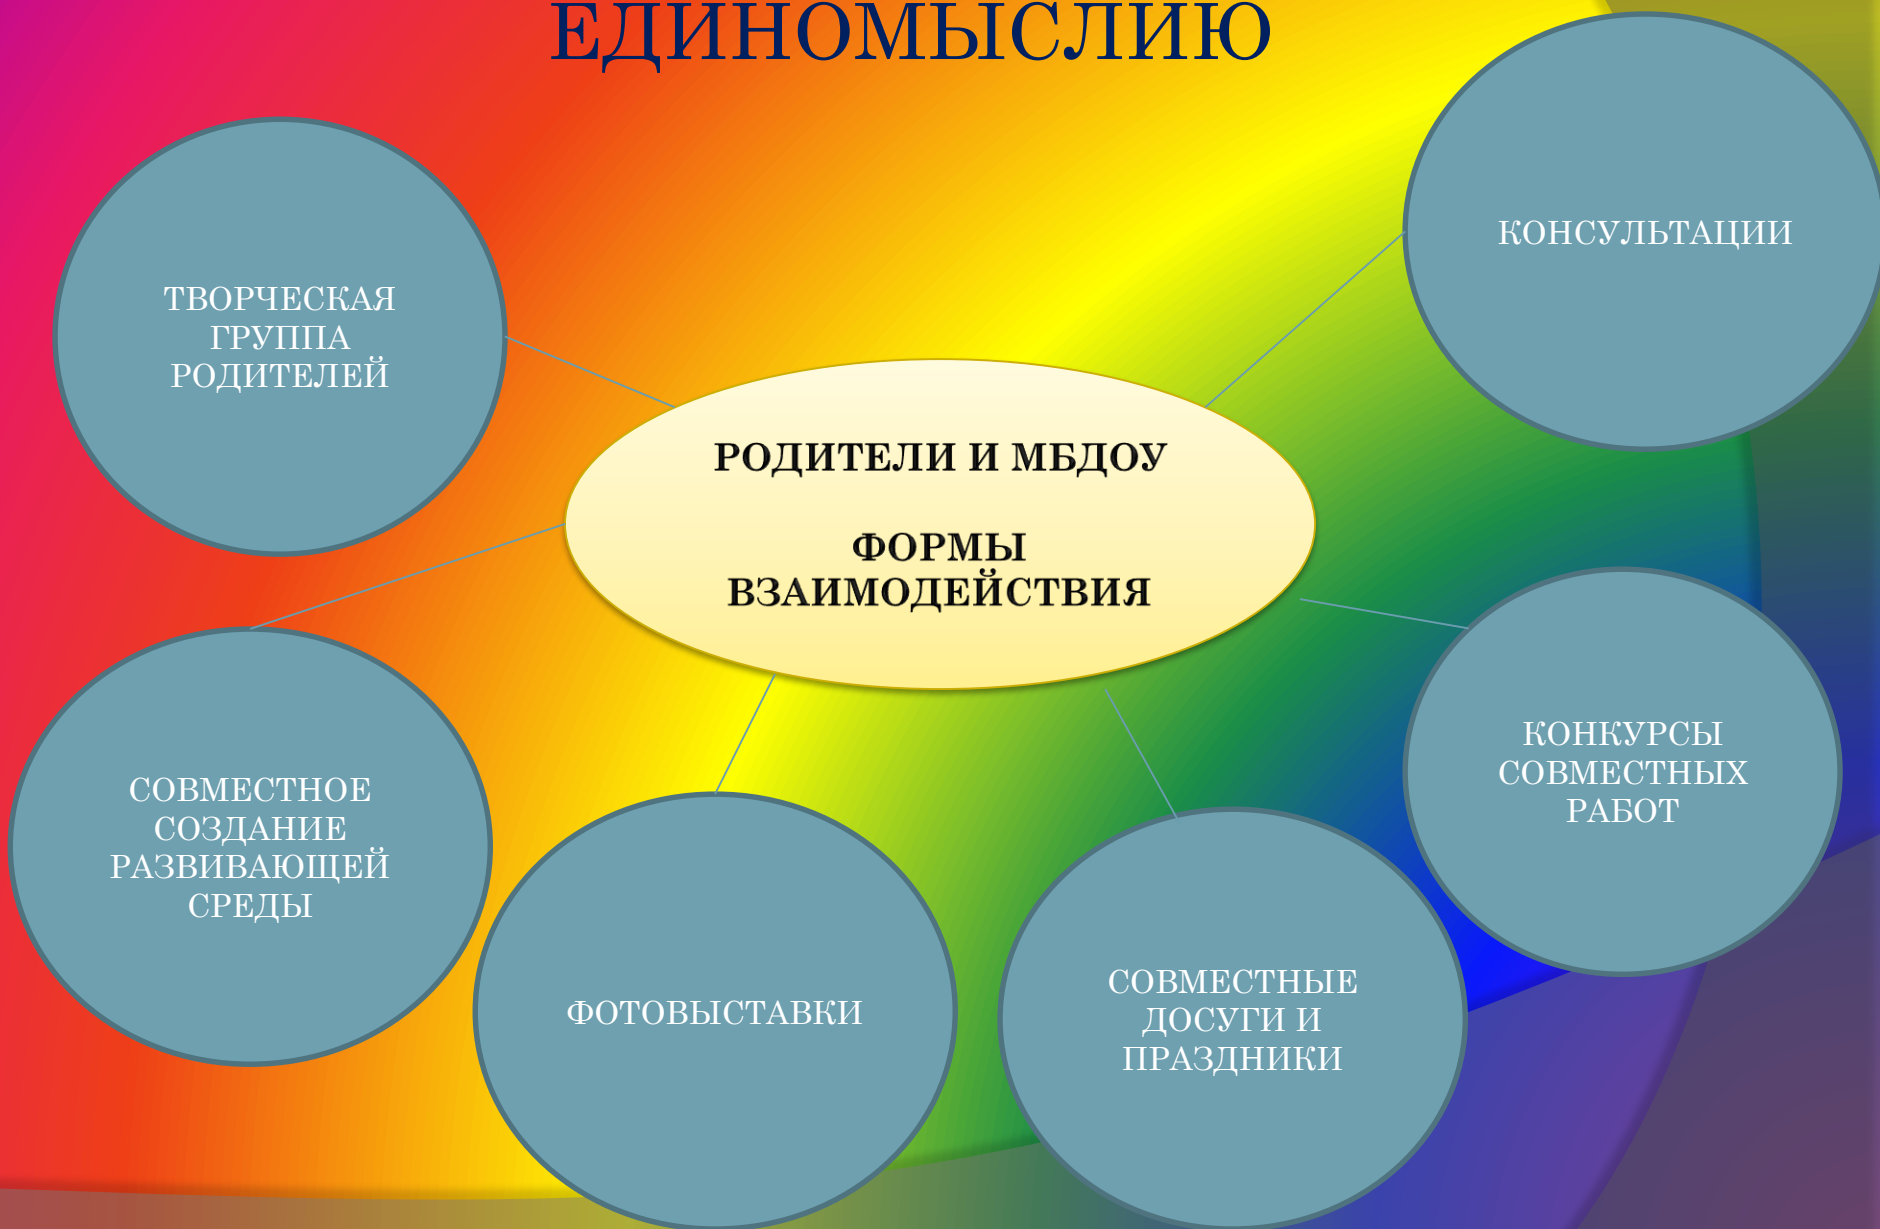 ЕДИНОМЫСЛИЮ
КОНСУЛЬТАЦИИ
ТВОРЧЕСКАЯ
ГРУППА
РОДИТЕЛЕЙ
РОДИТЕЛИ И МБДОУ
ФОРМЫ
ВЗАИМОДЕЙСТВИЯ
КОНКУРСЫ
СОВМЕСТНЫХ
РАБОТ
СОВМЕСТНОЕ
СОЗДАНИЕ
РАЗВИВАЮЩЕЙ
СРЕДЫ
ФОТОВЫСТАВКИ
СОВМЕСТНЫЕ
ДОСУГИ И
ПРАЗДНИКИ